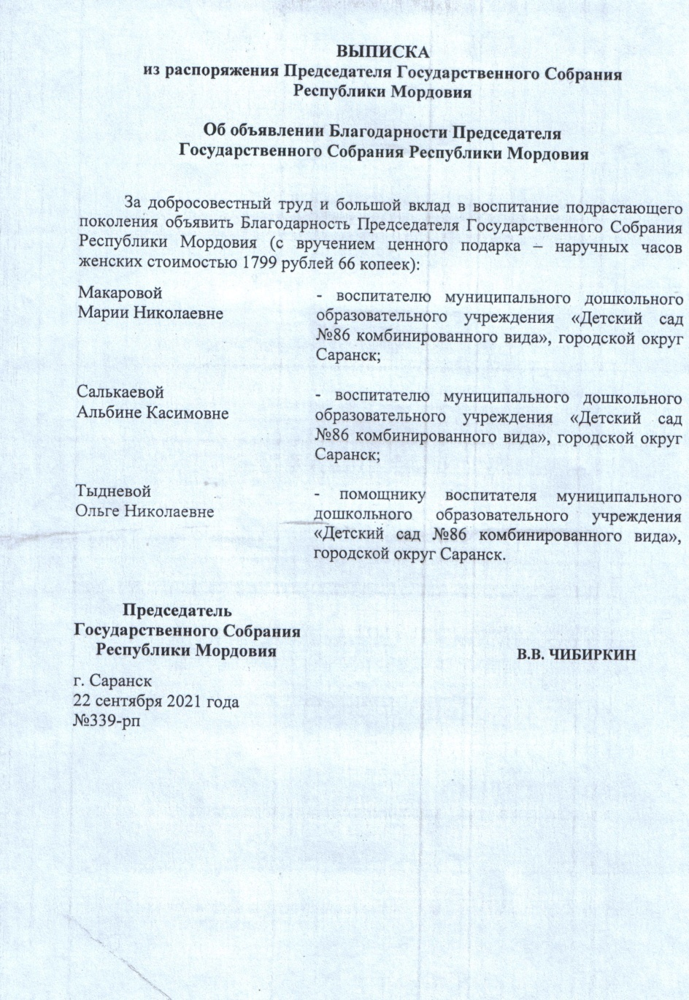 ВЫПИСКА
из распоряжения Председателя Государственного Собрания
Республики Мордовия
Об объявлении Благодарности Председателя
Государственного Собрания Республики Мордовия
За добросовестный труд и большой вклад в воспитание подрастающего
поколения объявить Благодарность Председателя Государственного Собрания
Республики Мордовия (с вручением ценного подарка – наручных часов
женских стоимостью 1799 рублей 66 копеек):
Макаровой
Марии Николаевне
- воспитателю муниципального дошкольного
образовательного учреждения «Детский сад
№86 комбинированного вида», городской округ
Саранск;
Салькаевой
Альбине Касимовне
- воспитателю муниципального дошкольного
образовательного учреждения «Детский сад
№86 комбинированного вида», городской округ
Саранск;
Тыдневой
Ольге Николаевне
- помощнику воспитателя муниципального
дошкольного образовательного учреждения
«Детский сад №86 комбинированного вида»,
городской округ Саранск.
Председатель
Государственного Собрания
Республики Мордовия
В.В. ЧИБИРКИН
г. Саранск
22 сентября 2021 года
№339-рп